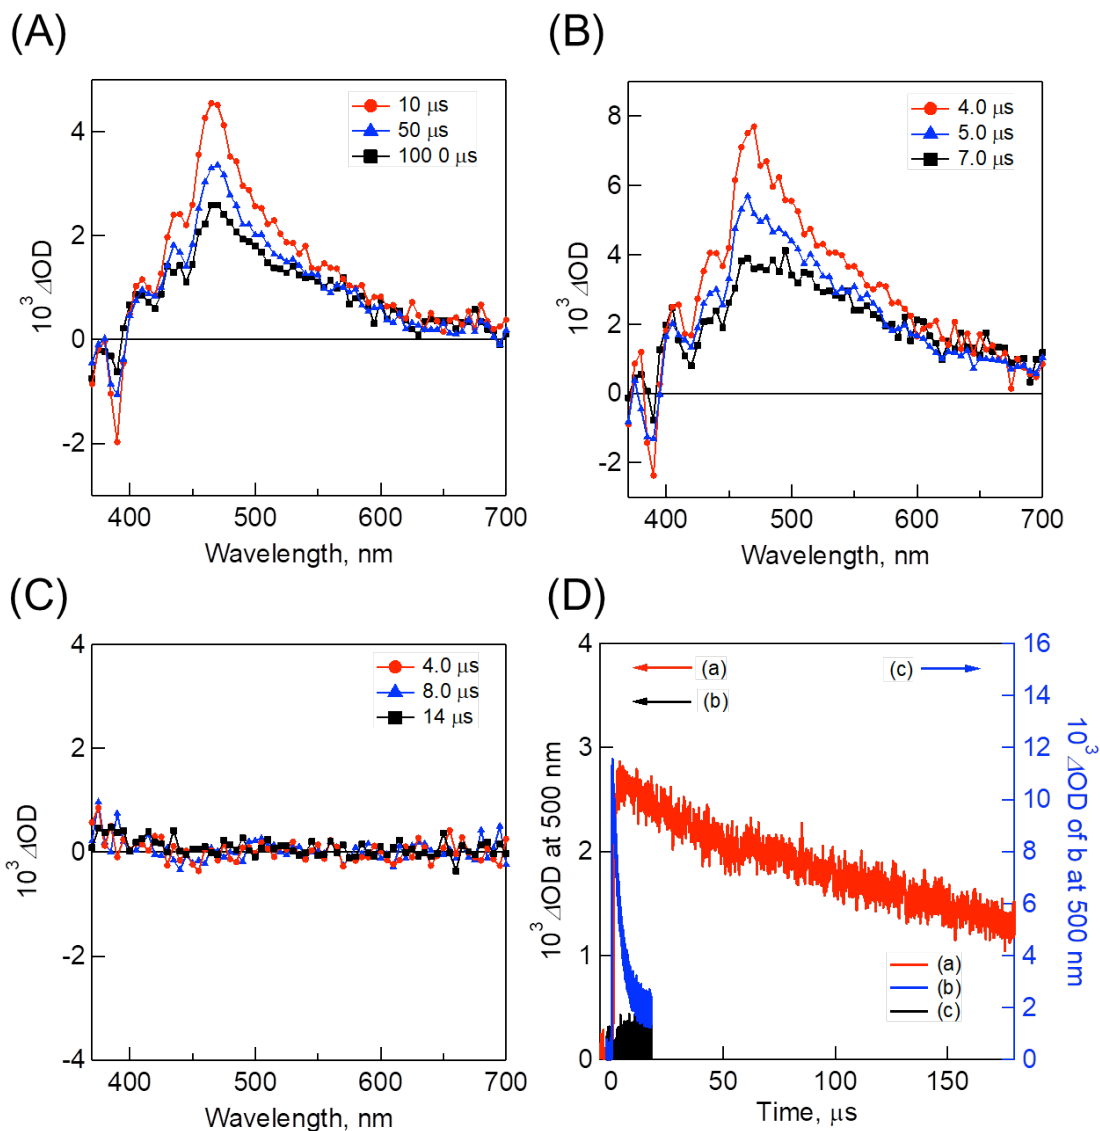 (A)
10³ ΔOD
4
2
0
-2
10 μs
50 μs
100 0 μs
400 500 600 700
Wavelength, nm
(B)
10³ ΔOD
8
6
4
2
0
-2
4.0 μs
5.0 μs
7.0 μs
400 500 600 700
Wavelength, nm
(C)
10³ ΔOD
4
2
0
-2
-4
4.0 μs
8.0 μs
14 μs
400 500 600 700
Wavelength, nm
(D)
10³ ΔOD at 500 nm
4
3
2
1
0
(a)
(b)
(c)
(a)
(b)
(c)
16
14
12
10
8
6
4
2
0
10³ ΔOD of b at 500 nm
0 50 100 150
Time, μs